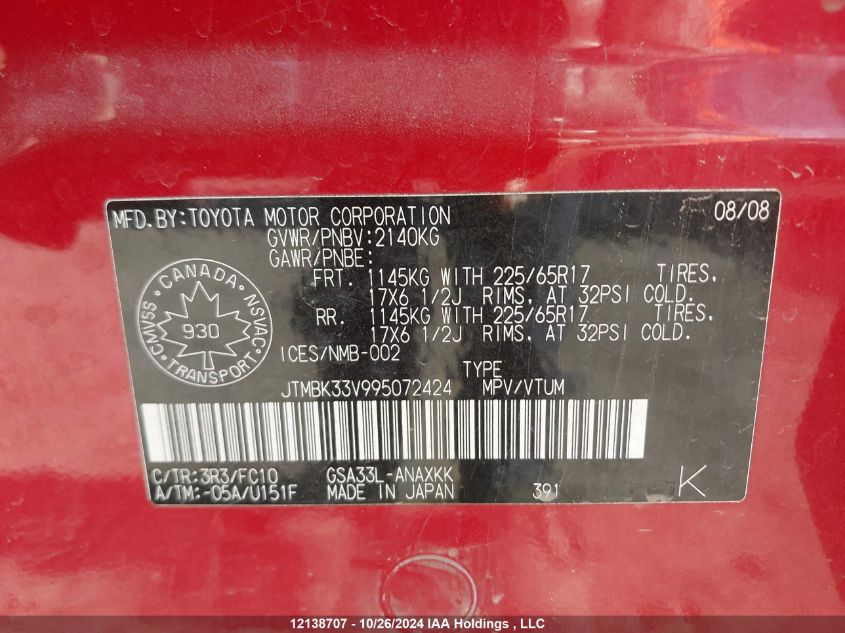 MFD.BY:TOYOTA MOTOR CORPORATION 08/08
GVWR/PNBV:2140KG
GAWR/PNBE:
FRT. 1145KG WITH 225/65R17 TIRES.
17X6 1/2J RIMS. AT 32PSI COLD.
RR. 1145KG WITH 225/65R17 TIRES.
17X6 1/2J RIMS. AT 32PSI COLD.
CANADA
CMVSS NSVAC
930
TRANSPORT
ICES/NMB-002
TYPE
JTMBK33V995072424 MPV/VTUM
C/TR:3R3/FC10 GSA33L-ANAXKK
A/TM:-05A/U151F MADE IN JAPAN 391 K
12138707 - 10/26/2024 IAA Holdings , LLC